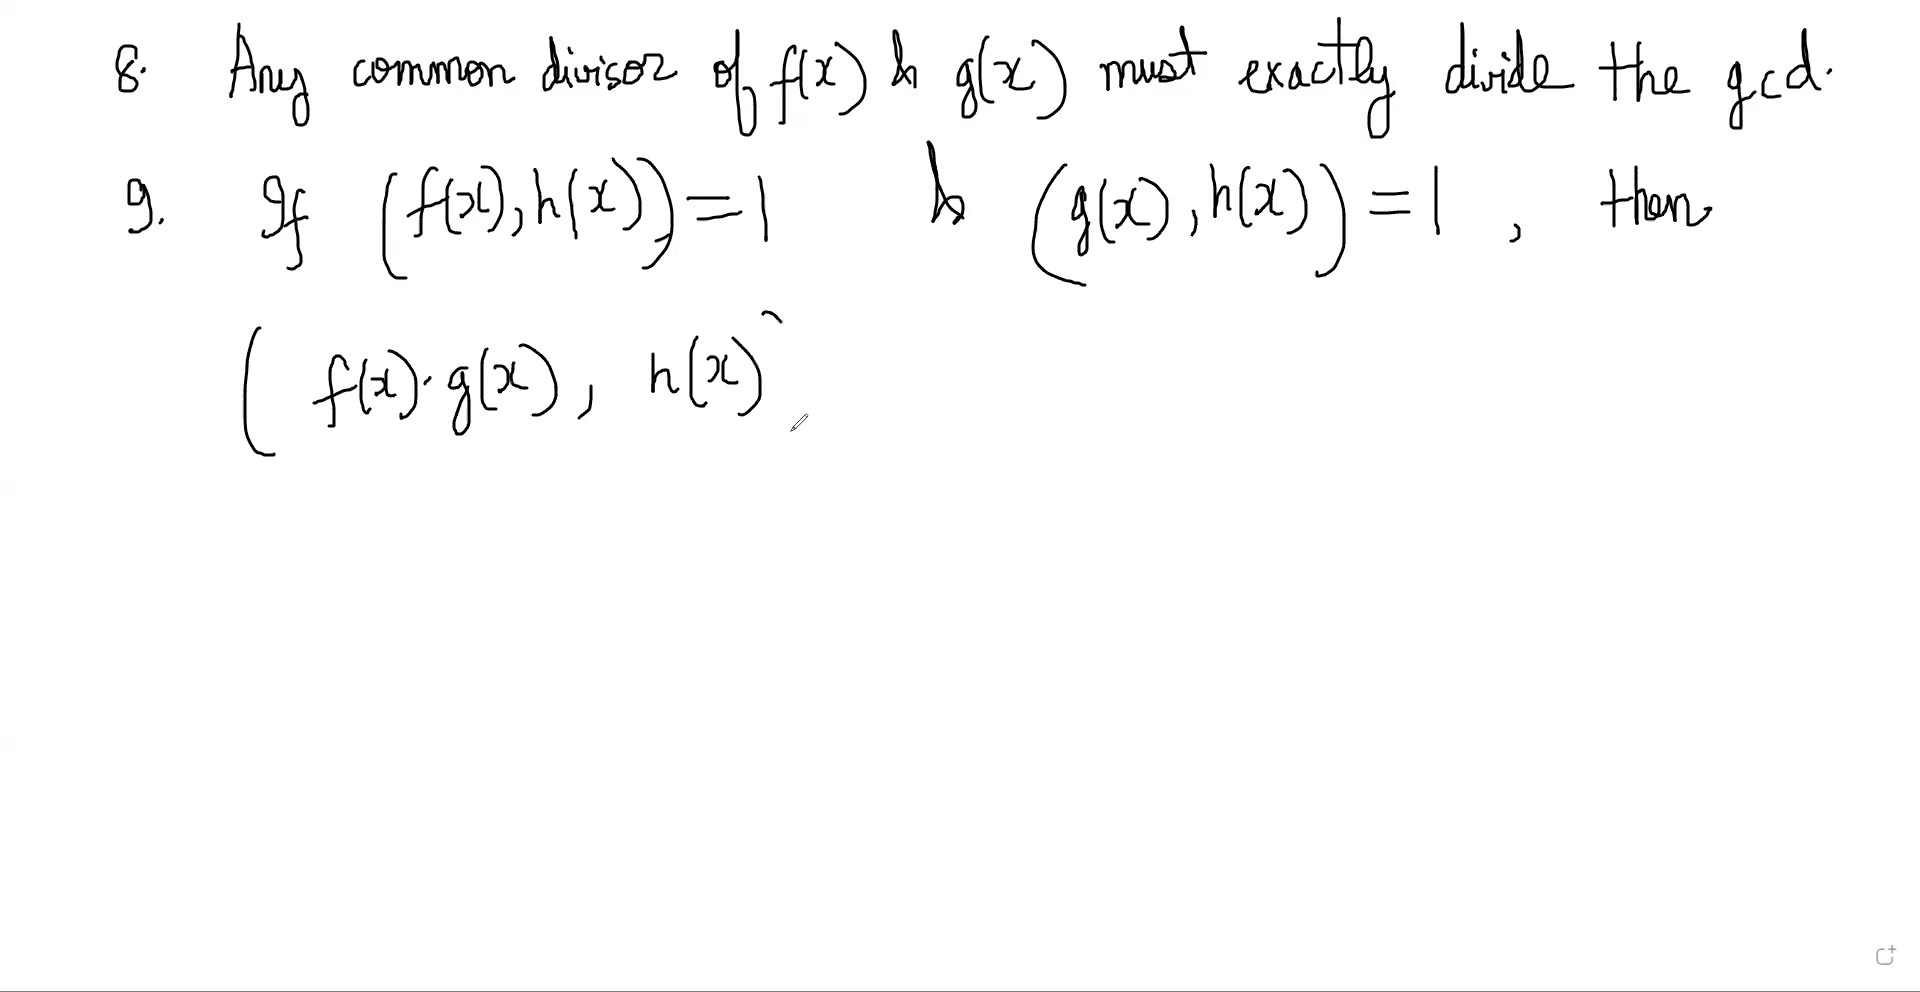 8. Any common divisor of f(x) & g(x) must exactly divide the gcd.
9. If (f(x), h(x)) = 1 & (g(x), h(x)) = 1, then
(f(x)·g(x), h(x)